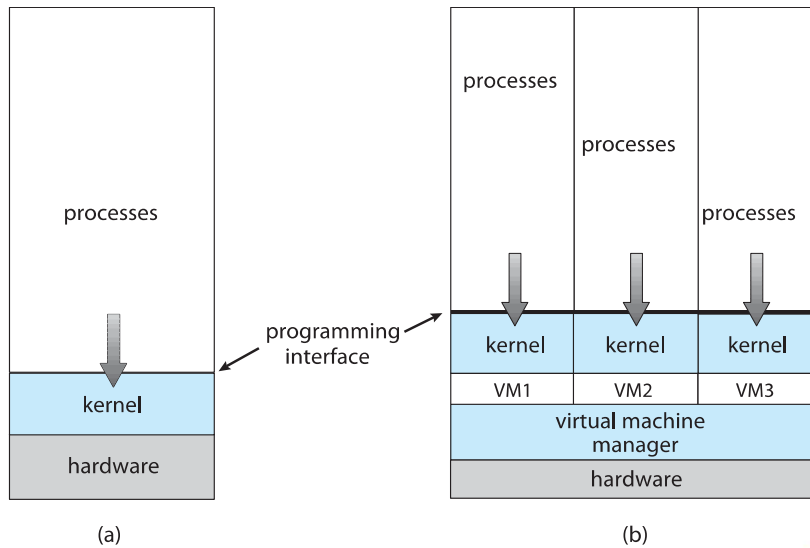 processes
programming
interface
kernel
hardware
(a)
processes
processes
processes
kernel
kernel
kernel
VM1
VM2
VM3
virtual machine
manager
hardware
(b)